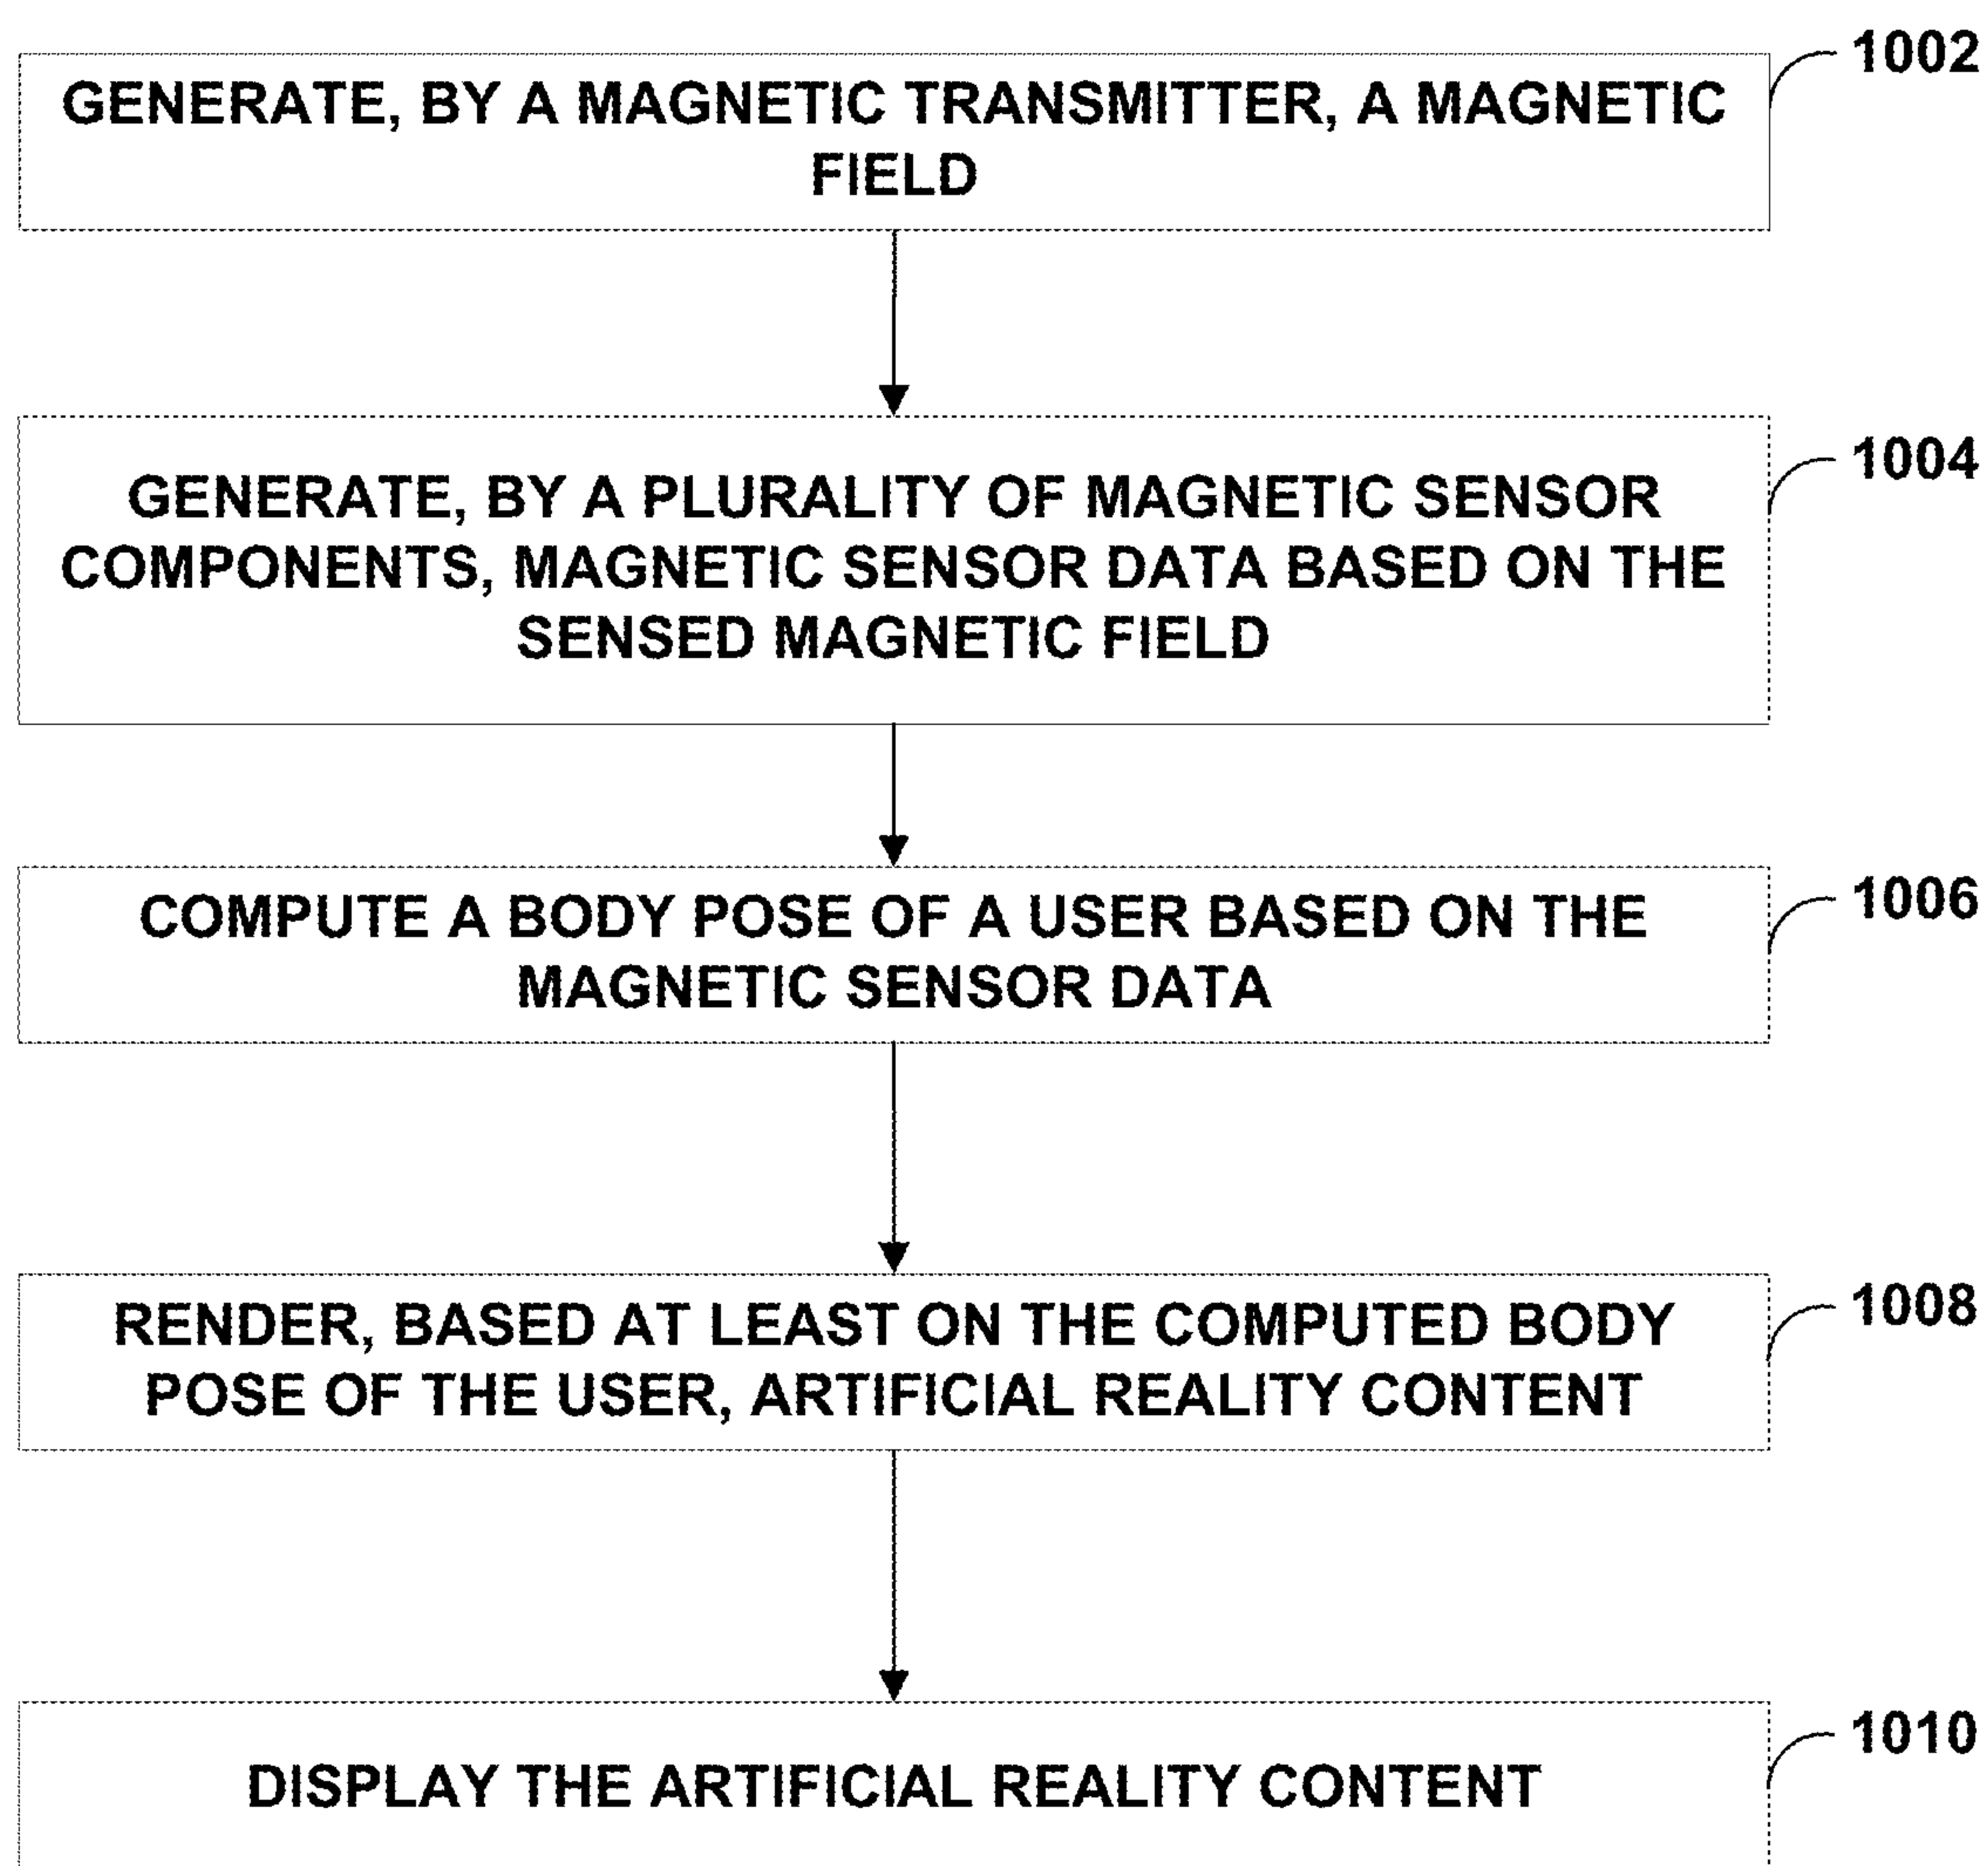 1002
GENERATE, BY A MAGNETIC TRANSMITTER, A MAGNETIC
FIELD
1004
GENERATE, BY A PLURALITY OF MAGNETIC SENSOR
COMPONENTS, MAGNETIC SENSOR DATA BASED ON THE
SENSED MAGNETIC FIELD
1006
COMPUTE A BODY POSE OF A USER BASED ON THE
MAGNETIC SENSOR DATA
1008
RENDER, BASED AT LEAST ON THE COMPUTED BODY
POSE OF THE USER, ARTIFICIAL REALITY CONTENT
1010
DISPLAY THE ARTIFICIAL REALITY CONTENT